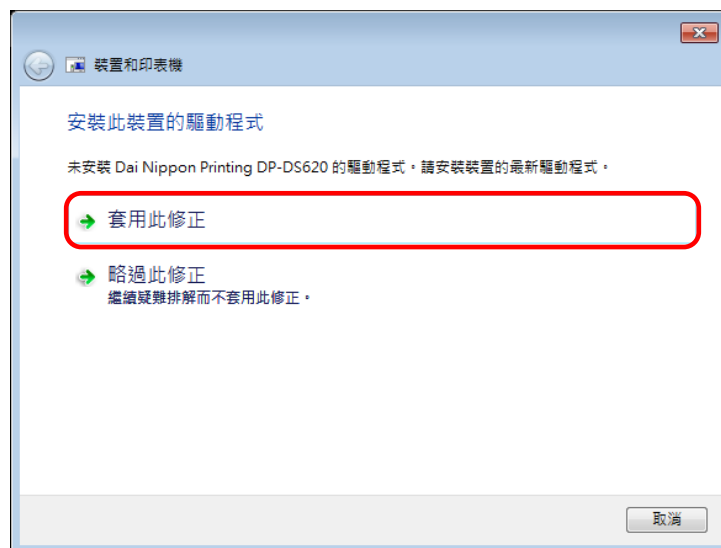 裝置和印表機
安裝此裝置的驅動程式
未安裝 Dai Nippon Printing DP-DS620 的驅動程式。請安裝裝置的最新驅動程式。
套用此修正
略過此修正
繼續疑難排解而不套用此修正。
取消